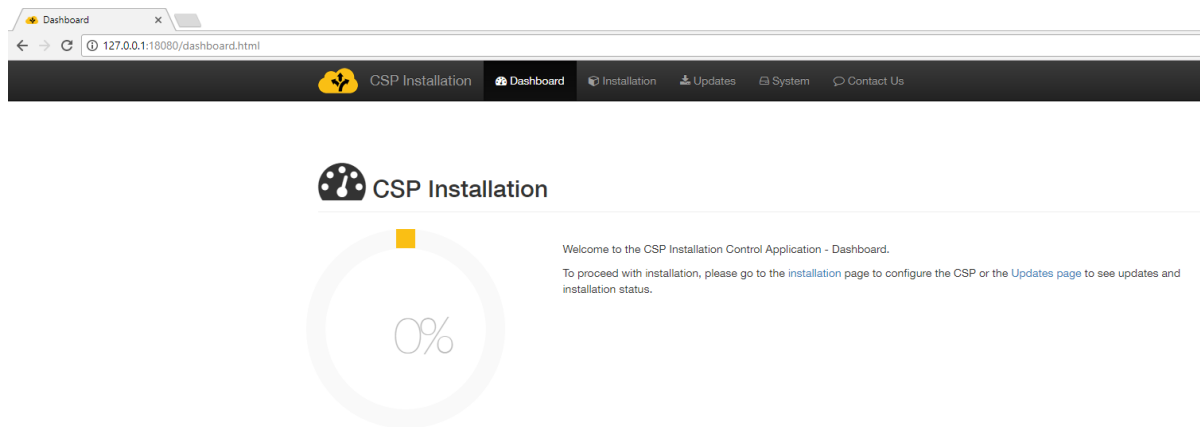 Dashboard
127.0.0.1:18080/dashboard.html
CSP Installation Dashboard Installation Updates System Contact Us
CSP Installation
Welcome to the CSP Installation Control Application - Dashboard.
To proceed with installation, please go to the installation page to configure the CSP or the Updates page to see updates and
installation status.
0%